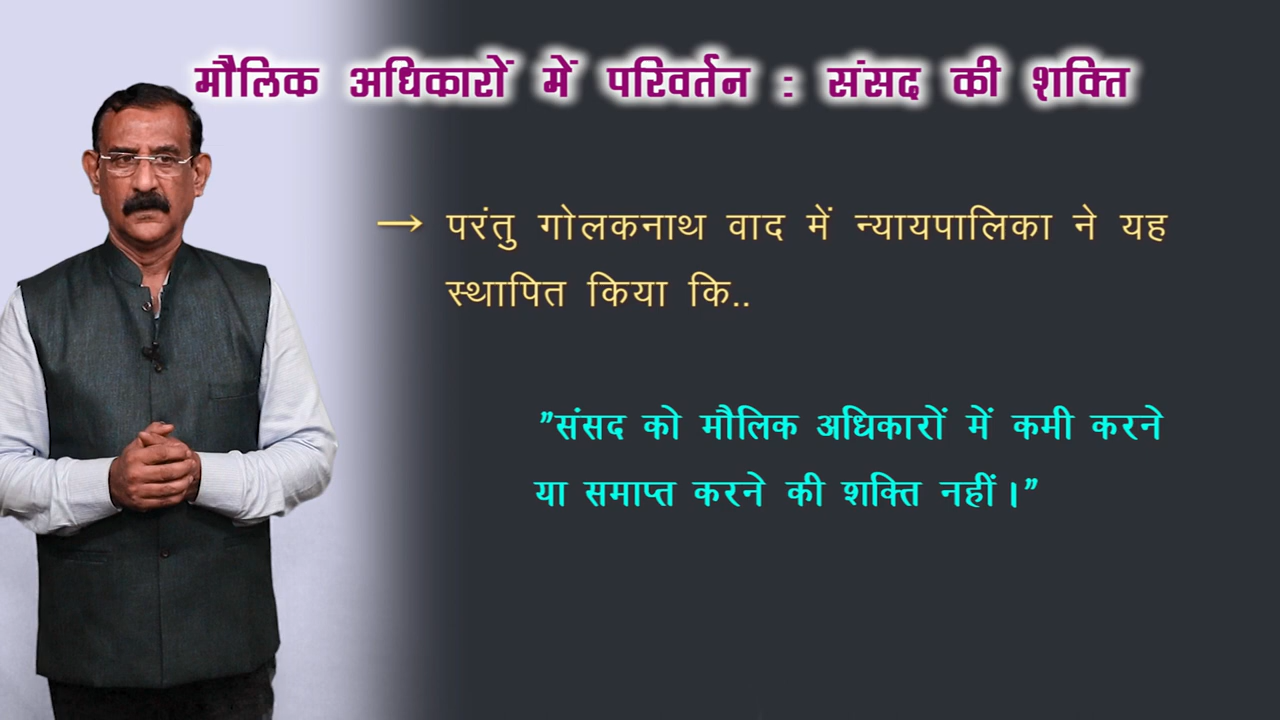 मौलिक अधिकारों में परिवर्तन : संसद की शक्ति
→ परंतु गोलकनाथ वाद में न्यायपालिका ने यह
स्थापित किया कि..
"संसद को मौलिक अधिकारों में कमी करने
या समाप्त करने की शक्ति नहीं।"